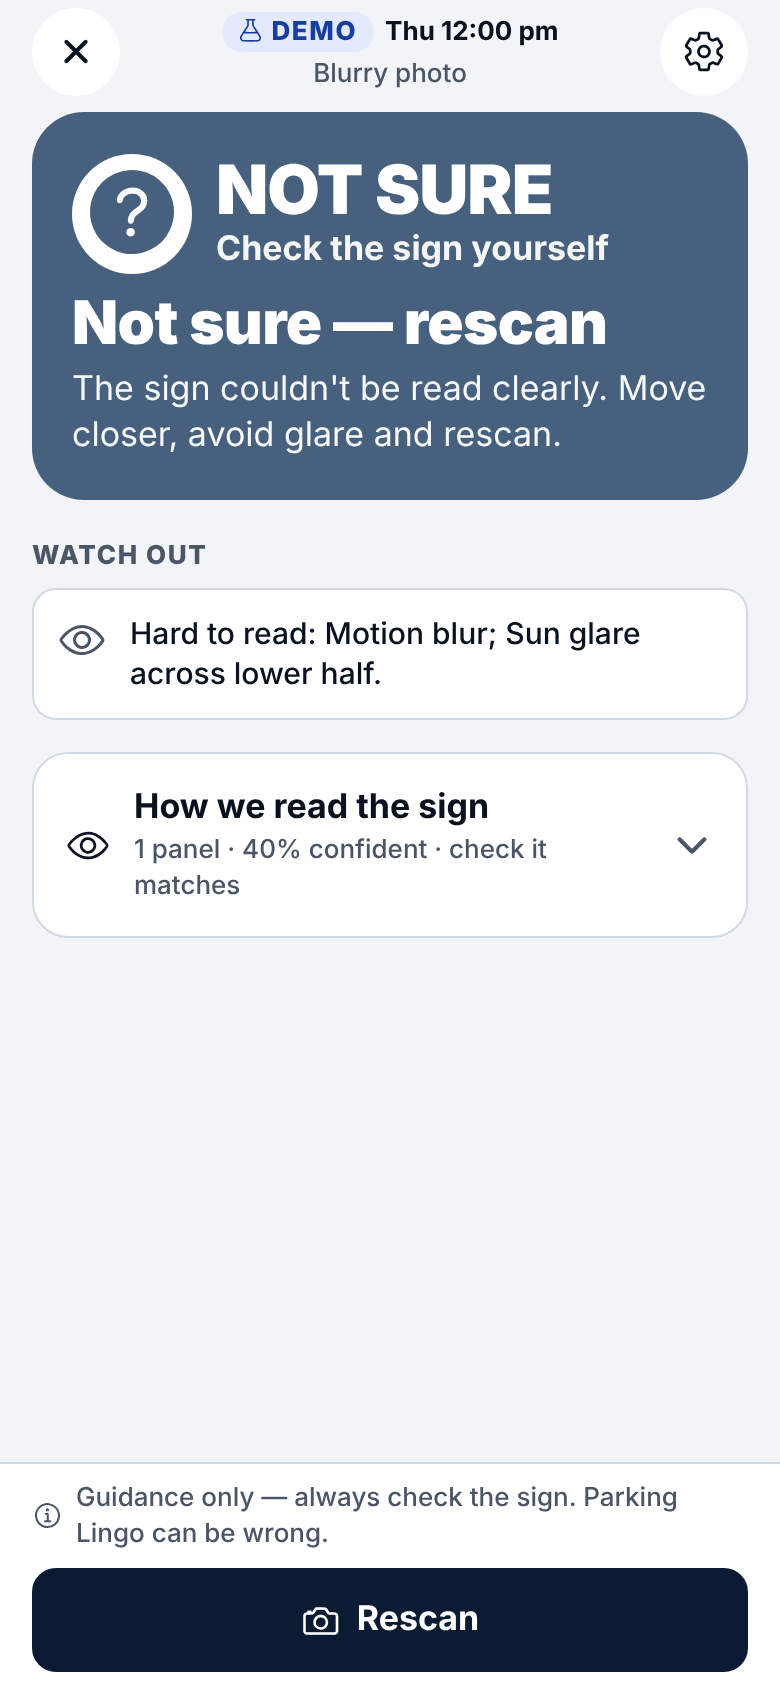 DEMO Thu 12:00 pm
Blurry photo
NOT SURE
Check the sign yourself
Not sure — rescan
The sign couldn't be read clearly. Move
closer, avoid glare and rescan.
WATCH OUT
Hard to read: Motion blur; Sun glare
across lower half.
How we read the sign
1 panel · 40% confident · check it
matches
Guidance only — always check the sign. Parking
Lingo can be wrong.
Rescan